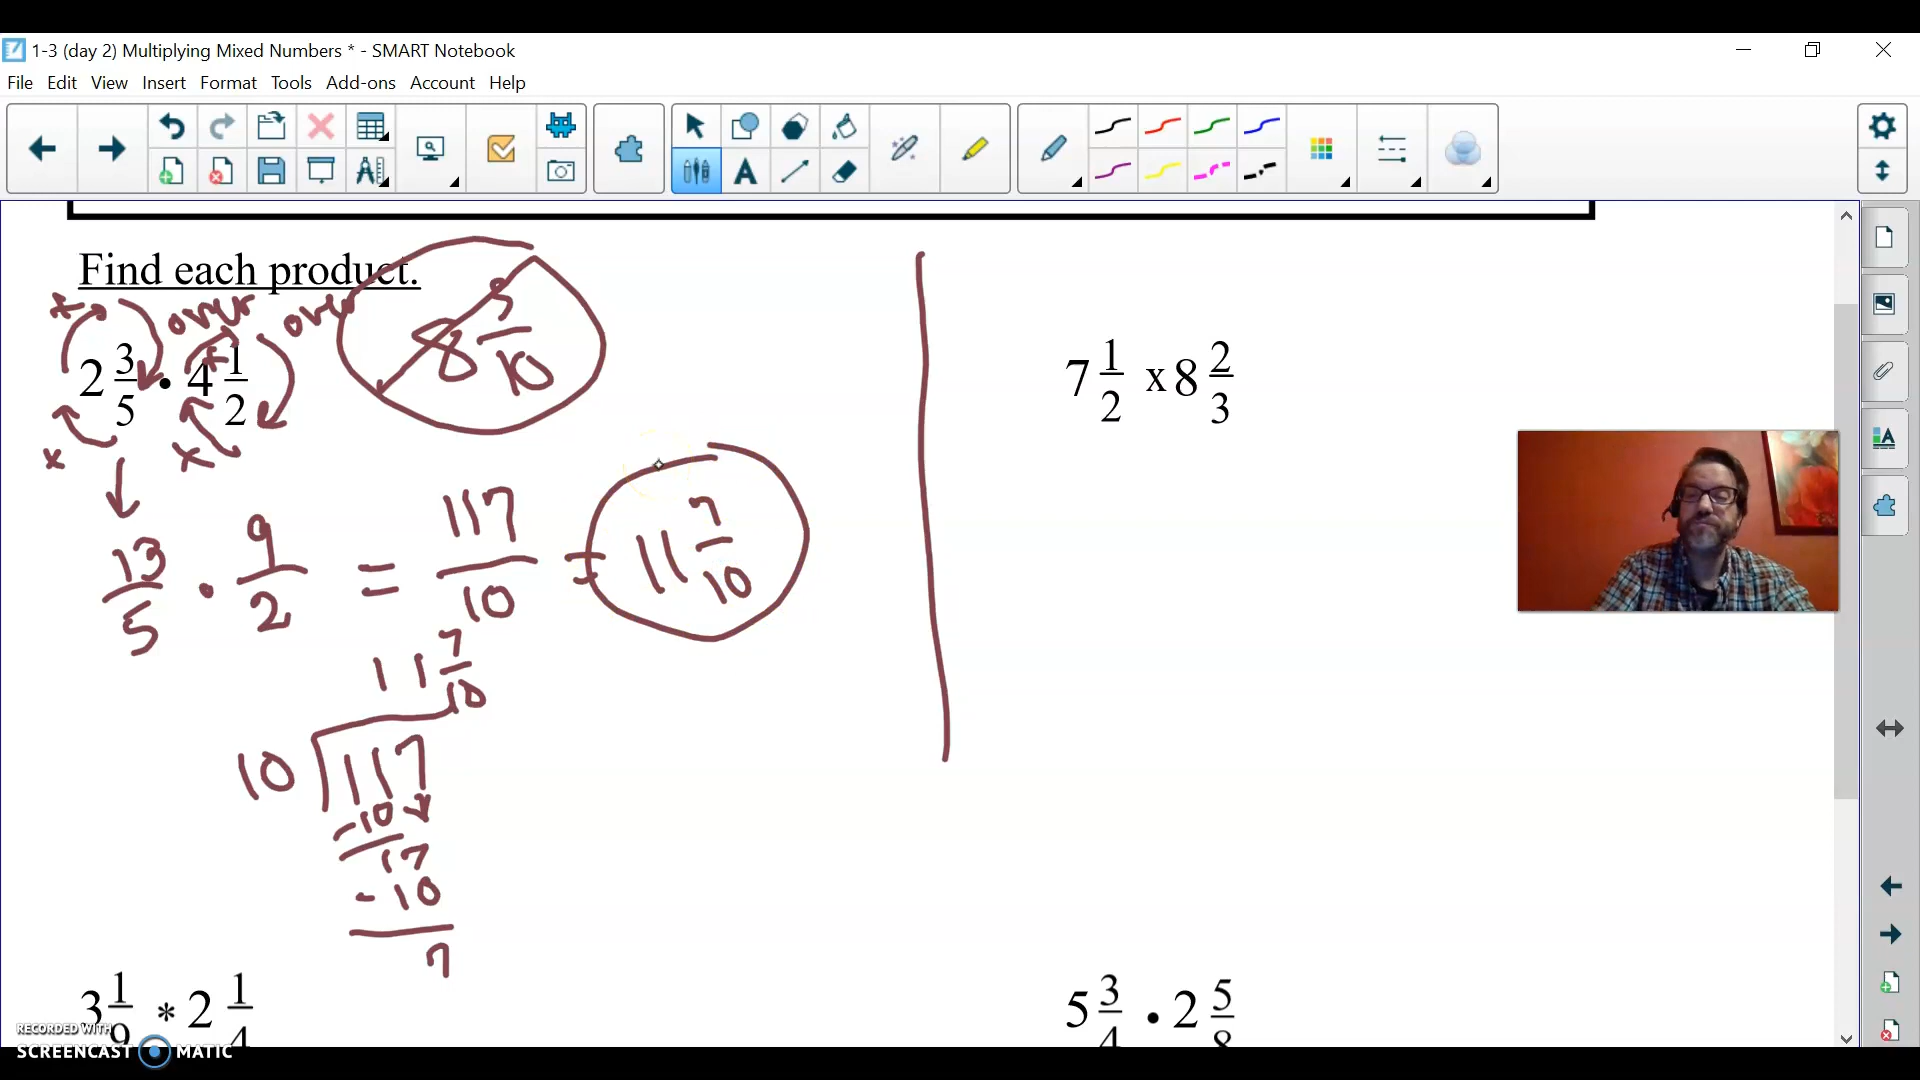 1-3 (day 2) Multiplying Mixed Numbers * - SMART Notebook
File Edit View Insert Format Tools Add-ons Account Help
Find each product.
+ over over
8 3/10
2 3/5 • + 4 1/2
x x
13/5 • 9/2 = 117/10 = 11 7/10
11 7/10
10 117
-10
17
- 10
7
7 1/2 x 8 2/3
3 1/9 * 2 1/4
5 3/4 • 2 5/8
RECORDED WITH
SCREENCAST MATIC